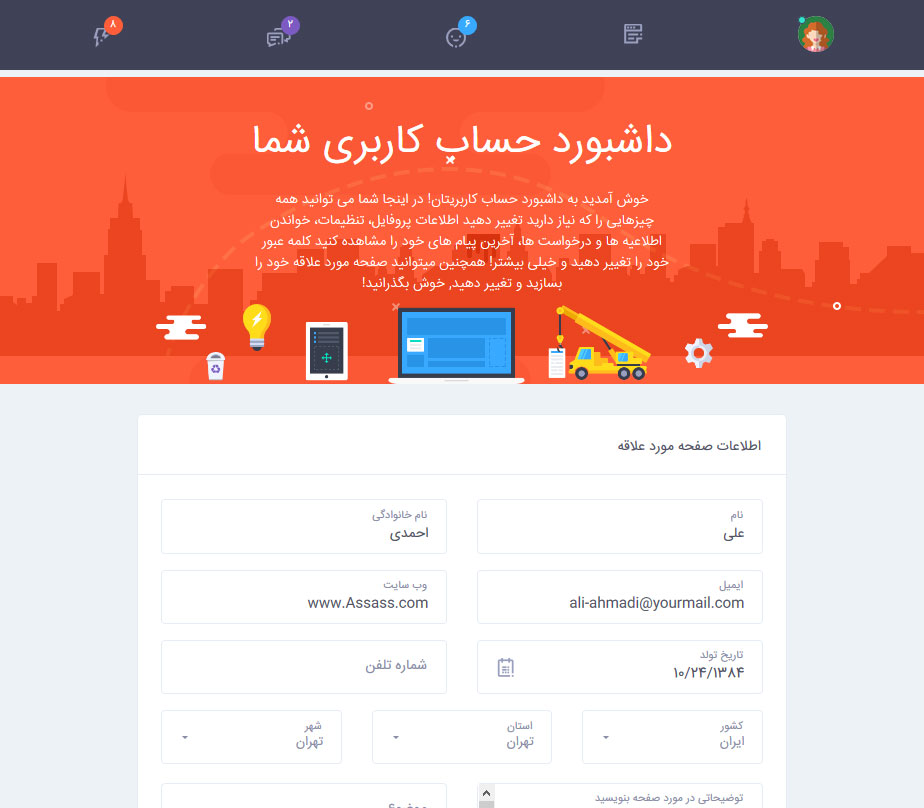 ۶
۲
۸
داشبورد حساب کاربری شما
خوش آمدید به داشبورد حساب کاربریتان! در اینجا شما می توانید همه
چیزهایی را که نیاز دارید تغییر دهید اطلاعات پروفایل، تنظیمات، خواندن
اطلاعیه ها و درخواست ها، آخرین پیام های خود را مشاهده کنید کلمه عبور
خود را تغییر دهید و خیلی بیشتر! همچنین میتوانید صفحه مورد علاقه خود را
بسازید و تغییر دهید, خوش بگذرانید!
اطلاعات صفحه مورد علاقه
نام
علی
نام خانوادگی
احمدی
ایمیل
ali-ahmadi@yourmail.com
وب سایت
www.Assass.com
تاریخ تولد
۱۰/۲۴/۱۳۸۴
شماره تلفن
کشور
ایران
استان
تهران
شهر
تهران
توضیحاتی در مورد صفحه بنویسید